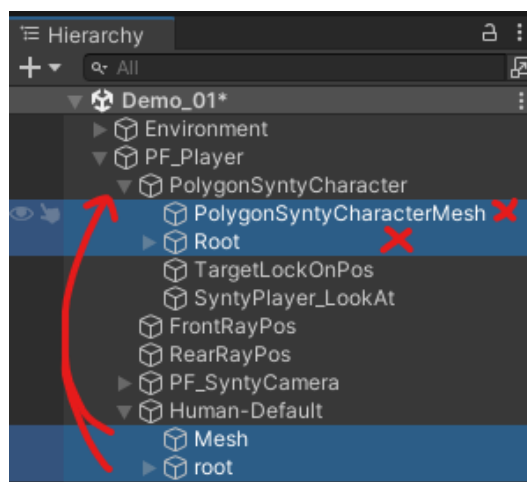 Hierarchy
All
Demo_01*
Environment
PF_Player
PolygonSyntyCharacter
PolygonSyntyCharacterMesh
Root
TargetLockOnPos
SyntyPlayer_LookAt
FrontRayPos
RearRayPos
PF_SyntyCamera
Human-Default
Mesh
root